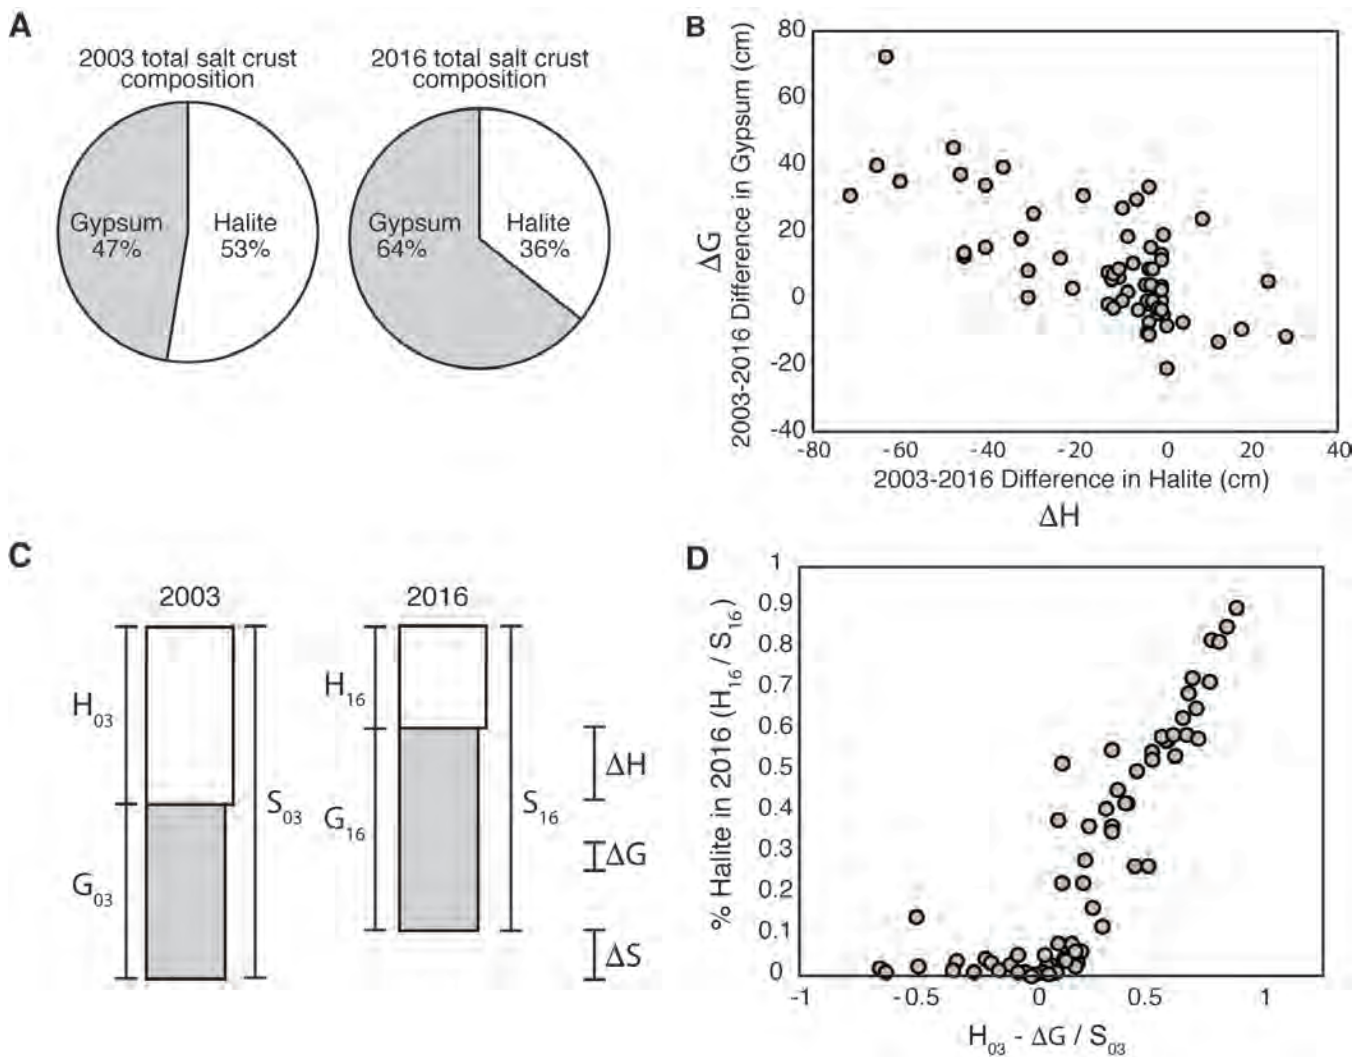 A
2003 total salt crust
composition
Gypsum
47%
Halite
53%
2016 total salt crust
composition
Gypsum
64%
Halite
36%
B
ΔG
2003-2016 Difference in Gypsum (cm)
80
60
40
20
0
-20
-40
-80
-60
-40
-20
0
20
40
2003-2016 Difference in Halite (cm)
ΔH
C
2003
H03
G03
S03
2016
H16
G16
S16
ΔH
ΔG
ΔS
D
% Halite in 2016 (H16 / S16)
1
0.9
0.8
0.7
0.6
0.5
0.4
0.3
0.2
0.1
0
-1
-0.5
0
0.5
1
H03 - ΔG / S03